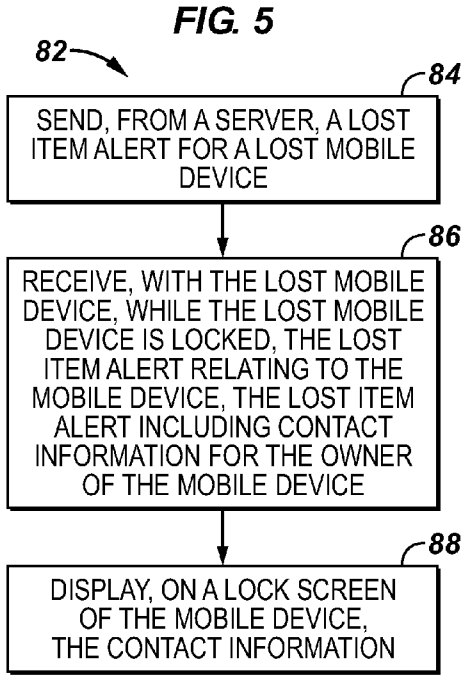 FIG. 5
82
84
SEND, FROM A SERVER, A LOST
ITEM ALERT FOR A LOST MOBILE
DEVICE
86
RECEIVE, WITH THE LOST MOBILE
DEVICE, WHILE THE LOST MOBILE
DEVICE IS LOCKED, THE LOST
ITEM ALERT RELATING TO THE
MOBILE DEVICE, THE LOST ITEM
ALERT INCLUDING CONTACT
INFORMATION FOR THE OWNER
OF THE MOBILE DEVICE
88
DISPLAY, ON A LOCK SCREEN
OF THE MOBILE DEVICE,
THE CONTACT INFORMATION